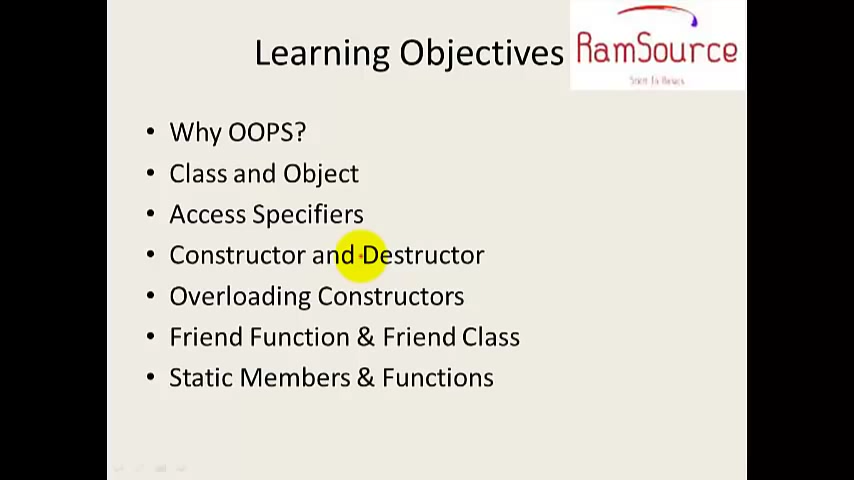 Learning Objectives
RamSource
• Why OOPS?
• Class and Object
• Access Specifiers
• Constructor and Destructor
• Overloading Constructors
• Friend Function & Friend Class
• Static Members & Functions